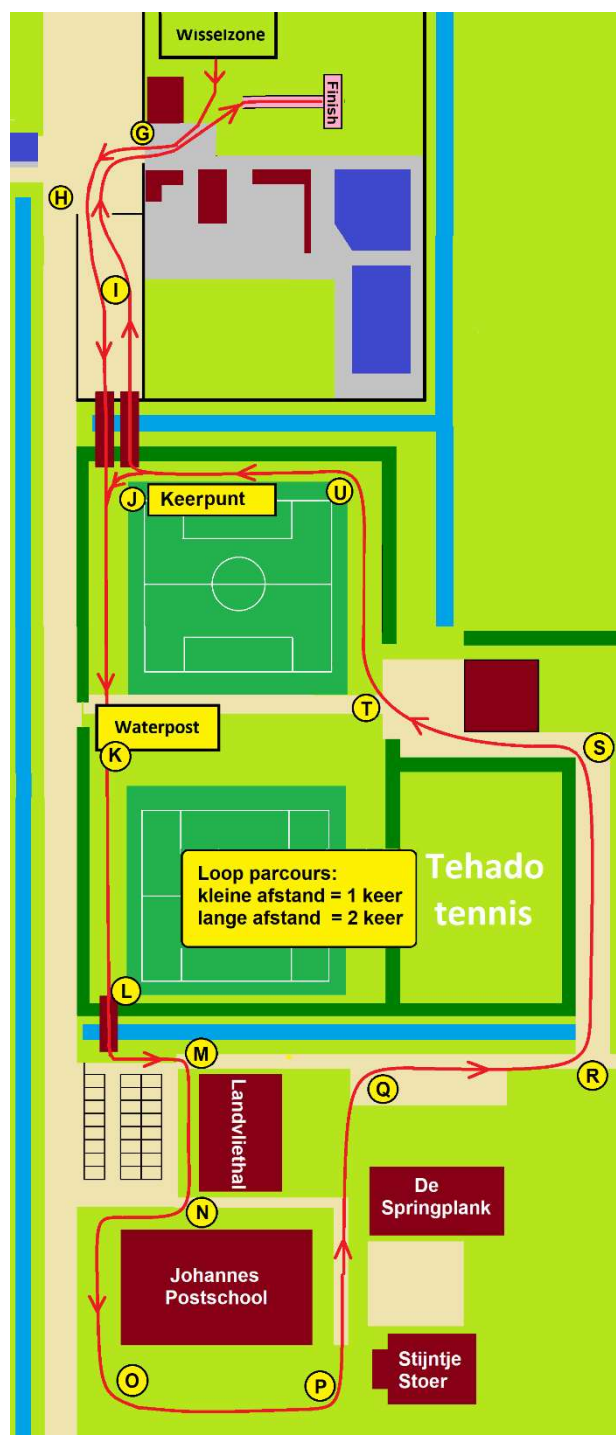 Wisselzone
Finish
G
H
I
J
Keerpunt
U
T
Waterpost
K
S
Loop parcours:
kleine afstand = 1 keer
lange afstand = 2 keer
Tehado
tennis
L
M
R
Q
Landvliethal
De
Springplank
N
Johannes
Postschool
Stijntje
Stoer
O
P